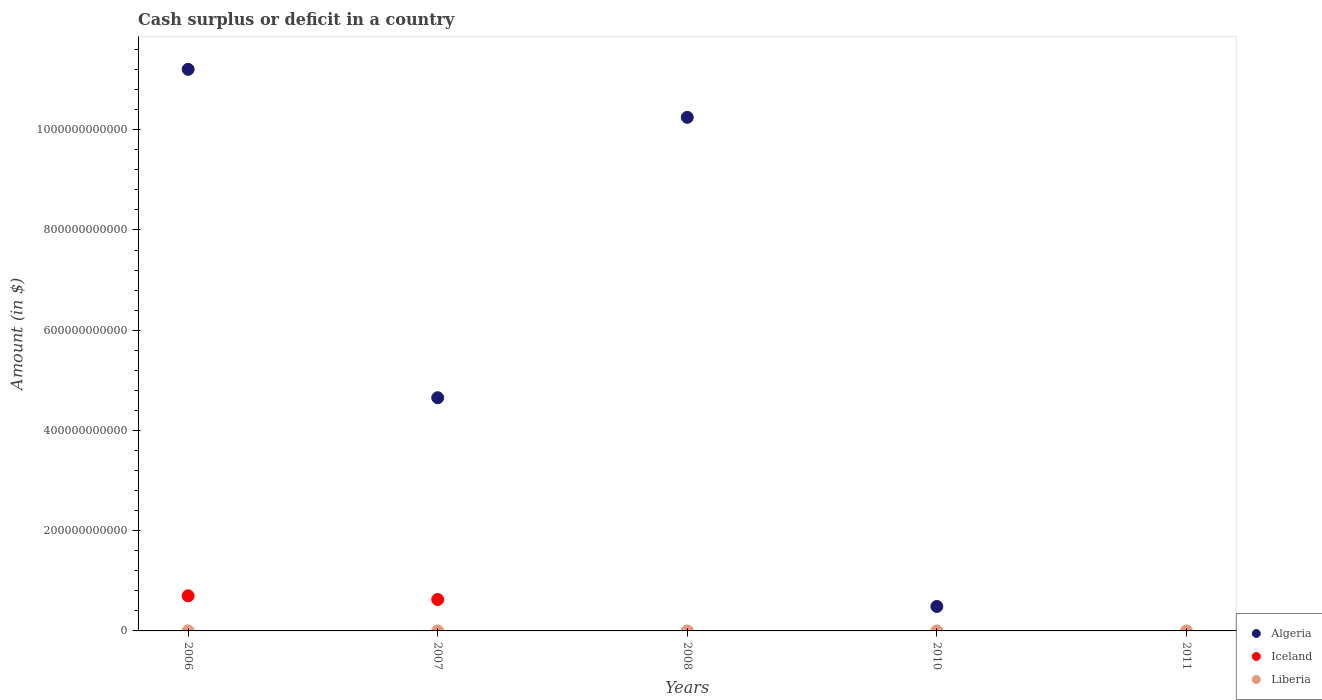 Cash surplus or deficit in a country
1000000000000
800000000000
600000000000
400000000000
200000000000
0
Amount (in $)
2006
2007
2008
2010
2011
Years
Algeria
Iceland
Liberia